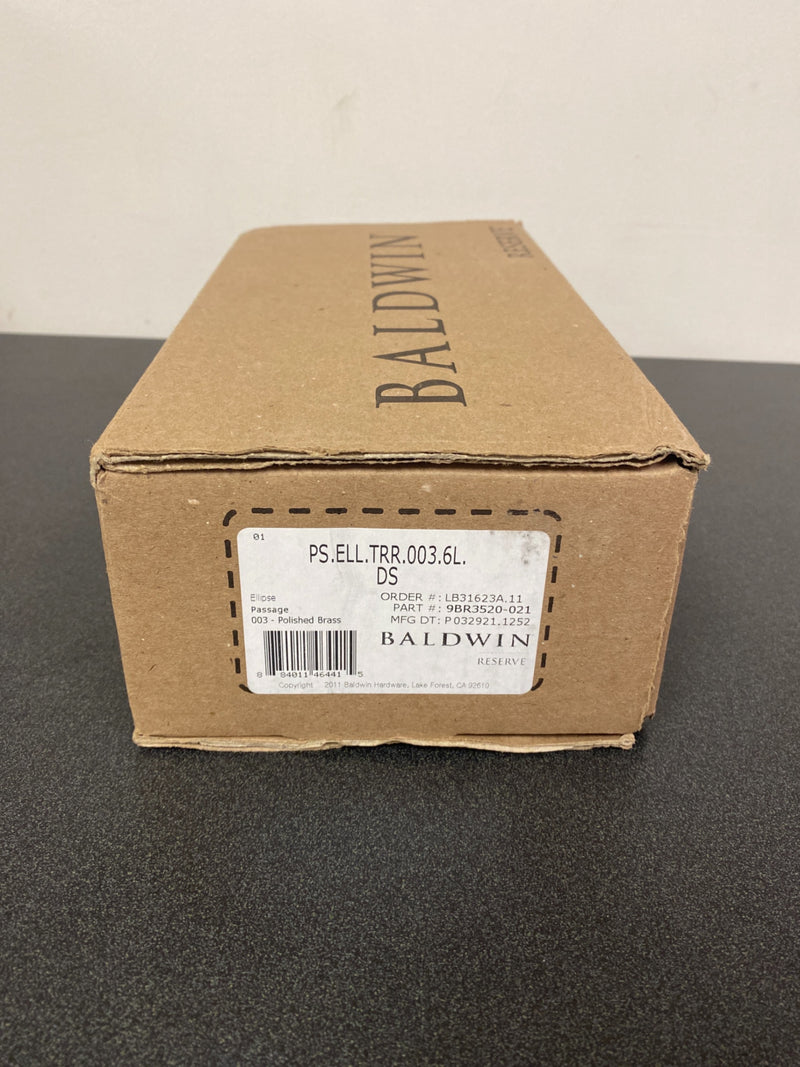 BALDWIN
RESERVE
01
PS.ELL.TRR.003.6L.
DS
Ellipse
Passage
003 - Polished Brass
ORDER #: LB31623A.11
PART #: 9BR3520-021
MFG DT: P032921.1252
BALDWIN
RESERVE
8 84011 46441 5
Copyright 2011 Baldwin Hardware, Lake Forest, CA 92610